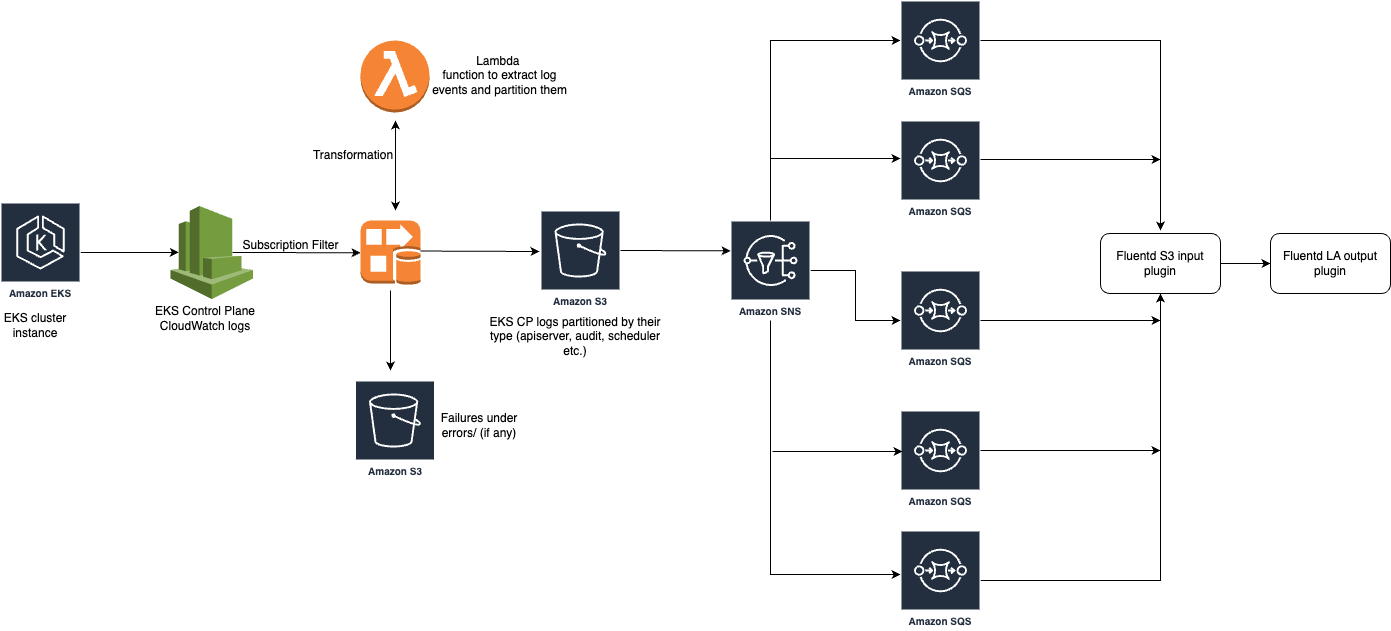 Lambda
function to extract log
events and partition them
Transformation
Amazon EKS
EKS cluster
instance
EKS Control Plane
CloudWatch logs
Subscription Filter
Amazon S3
Failures under
errors/ (if any)
Amazon S3
EKS CP logs partitioned by their
type (apiserver, audit, scheduler
etc.)
Amazon SNS
Amazon SQS
Amazon SQS
Amazon SQS
Amazon SQS
Amazon SQS
Fluentd S3 input
plugin
Fluentd LA output
plugin
K